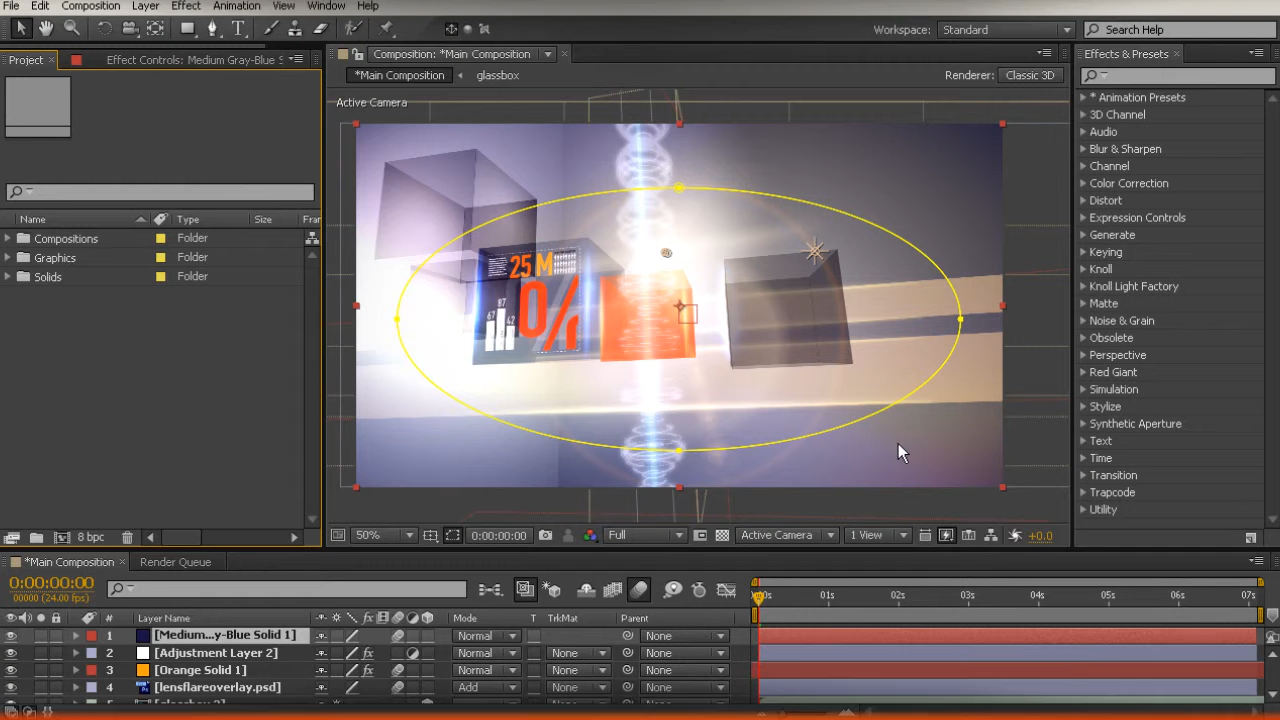 File Edit Composition Layer Effect Animation View Window Help
Workspace: Standard Search Help
Project Effect Controls: Medium Gray-Blue S
Composition: *Main Composition
Effects & Presets
*Main Composition glassbox
Renderer: Classic 3D
Active Camera
* Animation Presets
3D Channel
Audio
Blur & Sharpen
Channel
Color Correction
Distort
Expression Controls
Generate
Keying
Knoll
Knoll Light Factory
Matte
Noise & Grain
Obsolete
Perspective
Red Giant
Simulation
Stylize
Synthetic Aperture
Text
Time
Transition
Trapcode
Utility
Name Type Size Frar
Compositions Folder
Graphics Folder
Solids Folder
25 M
87
67 42
0%
8 bpc
50% 0:00:00:00 Full Active Camera 1 View +0.0
*Main Composition Render Queue
0:00:00:00
00000 (24.00 fps)
00s 01s 02s 03s 04s 05s 06s 07s
# Layer Name Mode T TrkMat Parent
1 [Medium...y-Blue Solid 1] Normal None
2 [Adjustment Layer 2] Normal None None
3 [Orange Solid 1] Normal None None
4 [lensflareoverlay.psd] Add None None